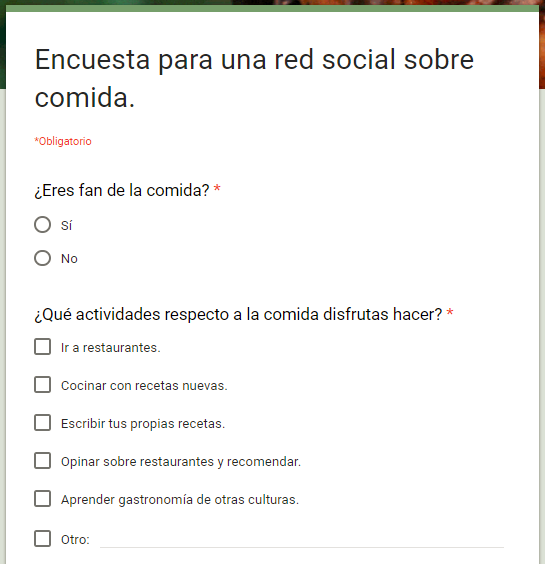 Encuesta para una red social sobre
comida.
*Obligatorio
¿Eres fan de la comida? *
Sí
No
¿Qué actividades respecto a la comida disfrutas hacer? *
Ir a restaurantes.
Cocinar con recetas nuevas.
Escribir tus propias recetas.
Opinar sobre restaurantes y recomendar.
Aprender gastronomía de otras culturas.
Otro: